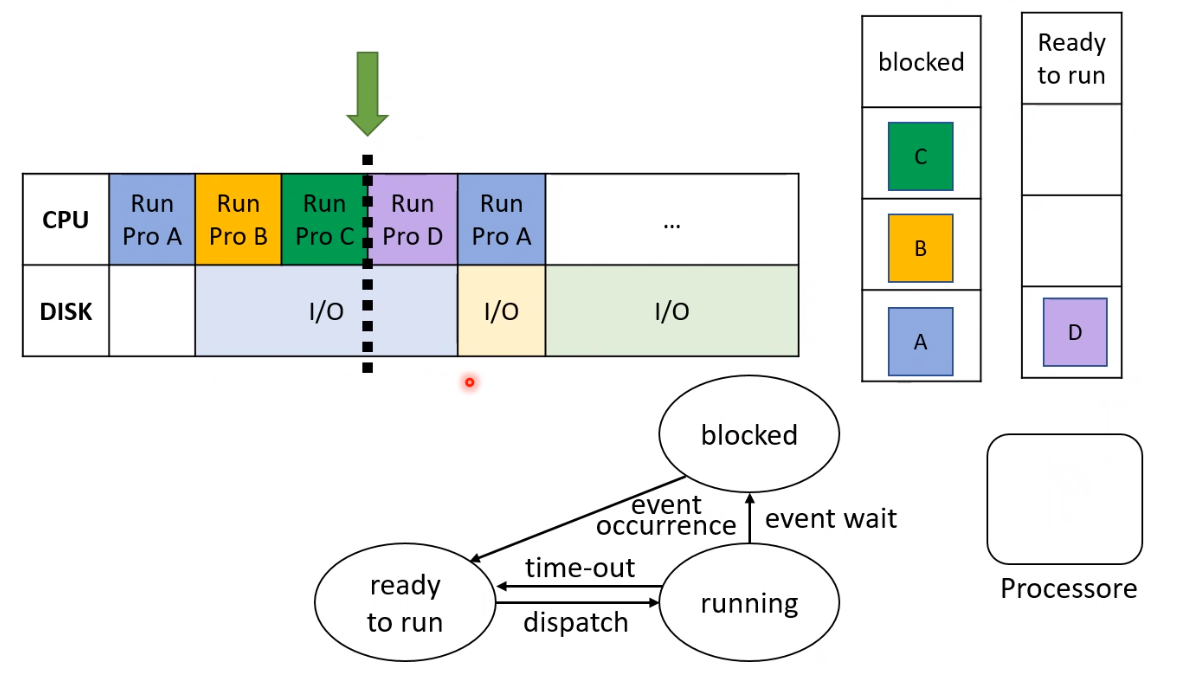 blocked
Ready
to run
C
B
A
D
CPU
Run
Pro A
Run
Pro B
Run
Pro C
Run
Pro D
Run
Pro A
...
DISK
I/O
I/O
I/O
blocked
event
occurrence
event wait
time-out
ready
to run
running
dispatch
Processore